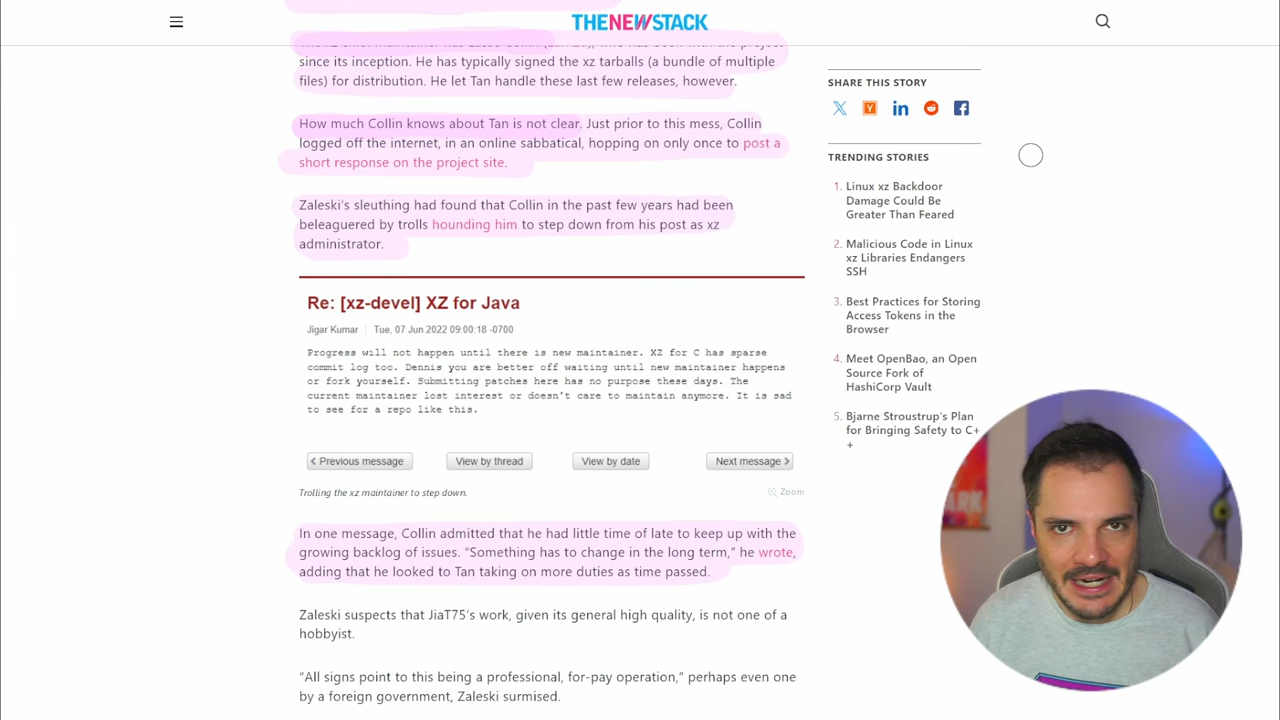 THENEWSTACK
since its inception. He has typically signed the xz tarballs (a bundle of multiple
files) for distribution. He let Tan handle these last few releases, however.
How much Collin knows about Tan is not clear. Just prior to this mess, Collin
logged off the internet, in an online sabbatical, hopping on only once to post a
short response on the project site.
Zaleski's sleuthing had found that Collin in the past few years had been
beleaguered by trolls hounding him to step down from his post as xz
administrator.
Re: [xz-devel] XZ for Java
Jigar Kumar Tue, 07 Jun 2022 09:00:18 -0700
Progress will not happen until there is new maintainer. XZ for C has sparse
commit log too. Dennis you are better off waiting until new maintainer happens
or fork yourself. Submitting patches here has no purpose these days. The
current maintainer lost interest or doesn't care to maintain anymore. It is sad
to see for a repo like this.
Previous message View by thread View by date Next message
Trolling the xz maintainer to step down.
Zoom
In one message, Collin admitted that he had little time of late to keep up with the
growing backlog of issues. “Something has to change in the long term,” he wrote,
adding that he looked to Tan taking on more duties as time passed.
Zaleski suspects that JiaT75's work, given its general high quality, is not one of a
hobbyist.
“All signs point to this being a professional, for-pay operation,” perhaps even one
by a foreign government, Zaleski surmised.
SHARE THIS STORY
TRENDING STORIES
1. Linux xz Backdoor
Damage Could Be
Greater Than Feared
2. Malicious Code in Linux
xz Libraries Endangers
SSH
3. Best Practices for Storing
Access Tokens in the
Browser
4. Meet OpenBao, an Open
Source Fork of
HashiCorp Vault
5. Bjarne Stroustrup's Plan
for Bringing Safety to C+
+